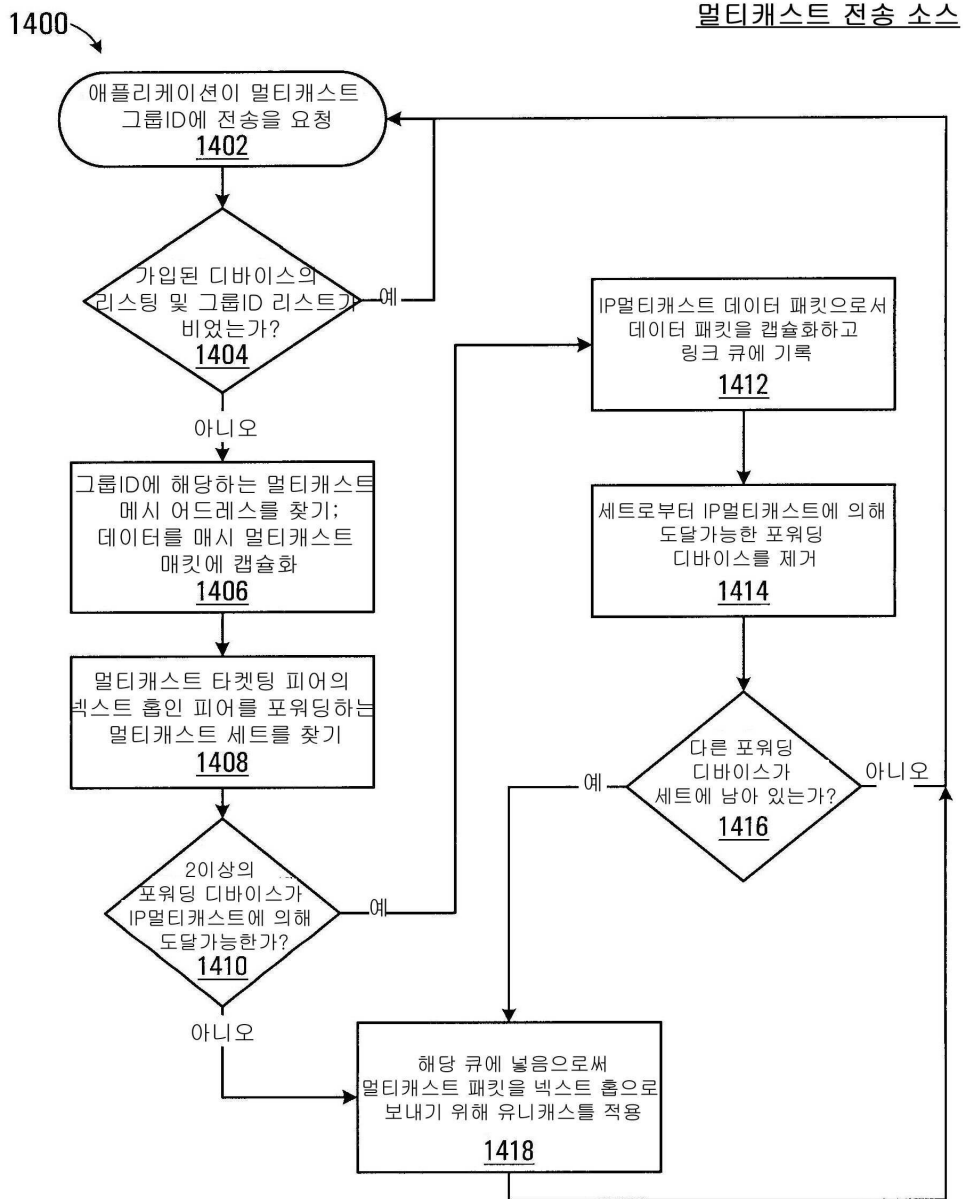 멀티캐스트 전송 소스
1400
애플리케이션이 멀티캐스트
그룹ID에 전송을 요청
1402
가입된 디바이스의
리스팅 및 그룹ID 리스트가
비었는가?
1404
예
아니오
그룹ID에 해당하는 멀티캐스트
메시 어드레스를 찾기;
데이터를 매시 멀티캐스트
매킷에 캡슐화
1406
멀티캐스트 타켓팅 피어의
넥스트 홉인 피어를 포워딩하는
멀티캐스트 세트를 찾기
1408
2이상의
포워딩 디바이스가
IP멀티캐스트에 의해
도달가능한가?
1410
예
아니오
IP멀티캐스트 데이터 패킷으로서
데이터 패킷을 캡슐화하고
링크 큐에 기록
1412
세트로부터 IP멀티캐스트에 의해
도달가능한 포워딩
디바이스를 제거
1414
다른 포워딩
디바이스가
세트에 남아 있는가?
1416
예
아니오
해당 큐에 넣음으로써
멀티캐스트 패킷을 넥스트 홉으로
보내기 위해 유니캐스틀 적용
1418